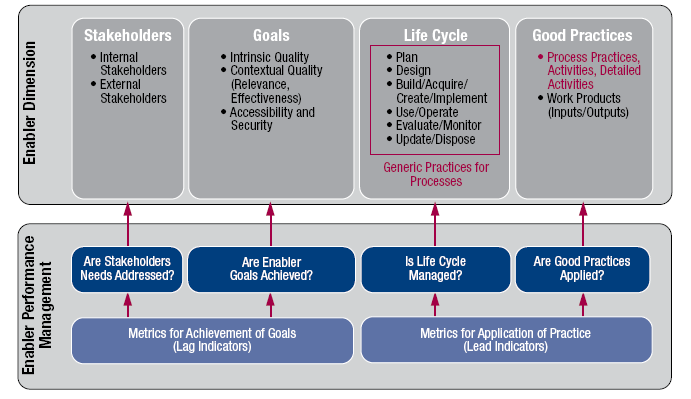 Enabler Dimension
Stakeholders
• Internal
Stakeholders
• External
Stakeholders
Goals
• Intrinsic Quality
• Contextual Quality
(Relevance,
Effectiveness)
• Accessibility and
Security
Life Cycle
• Plan
• Design
• Build/Acquire/
Create/Implement
• Use/Operate
• Evaluate/Monitor
• Update/Dispose
Generic Practices for
Processes
Good Practices
• Process Practices,
Activities, Detailed
Activities
• Work Products
(Inputs/Outputs)
Enabler Performance
Management
Are Stakeholders
Needs Addressed?
Are Enabler
Goals Achieved?
Is Life Cycle
Managed?
Are Good Practices
Applied?
Metrics for Achievement of Goals
(Lag Indicators)
Metrics for Application of Practice
(Lead Indicators)